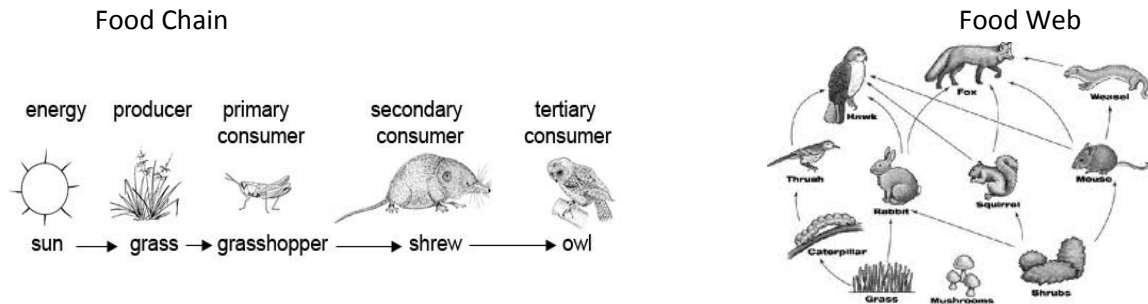 Food Chain
energy producer primary consumer secondary consumer tertiary consumer
sun grass grasshopper shrew owl
Food Web
Fox
Weasel
Hawk
Thrush
Rabbit
Squirrel
Mouse
Caterpillar
Grass
Mushrooms
Shrubs